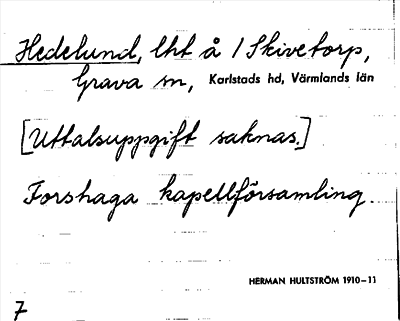 Hedelund, lht å 1 Skivetorp,
Grava sn, Karlstads hd, Värmlands län
[Uttalsuppgift saknas.]
Forshaga kapellförsamling.
HERMAN HULTSTRÖM 1910-11
7